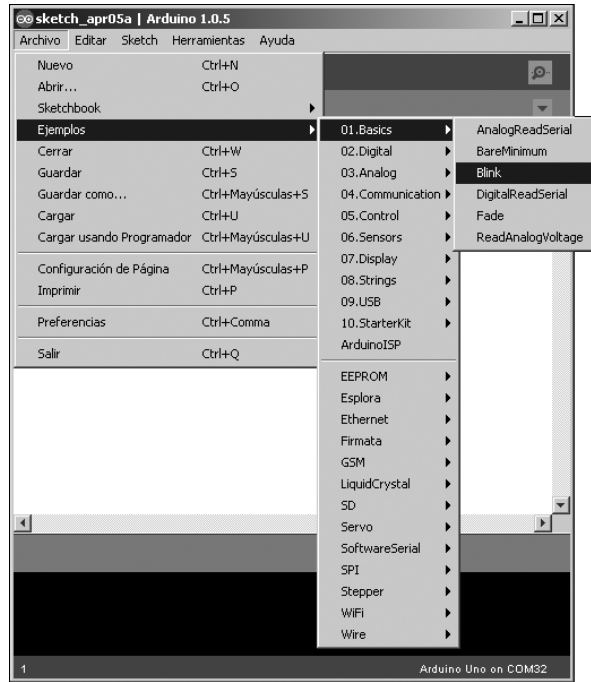 sketch_apr05a | Arduino 1.0.5
Archivo Editar Sketch Herramientas Ayuda
Nuevo Ctrl+N
Abrir... Ctrl+O
Sketchbook
Ejemplos
Cerrar Ctrl+W
Guardar Ctrl+S
Guardar como... Ctrl+Mayúsculas+S
Cargar Ctrl+U
Cargar usando Programador Ctrl+Mayúsculas+U
Configuración de Página Ctrl+Mayúsculas+P
Imprimir Ctrl+P
Preferencias Ctrl+Comma
Salir Ctrl+Q
01.Basics
02.Digital
03.Analog
04.Communication
05.Control
06.Sensors
07.Display
08.Strings
09.USB
10.StarterKit
ArduinoISP
EEPROM
Esplora
Ethernet
Firmata
GSM
LiquidCrystal
SD
Servo
SoftwareSerial
SPI
Stepper
WiFi
Wire
AnalogReadSerial
BareMinimum
Blink
DigitalReadSerial
Fade
ReadAnalogVoltage
1 Arduino Uno on COM32